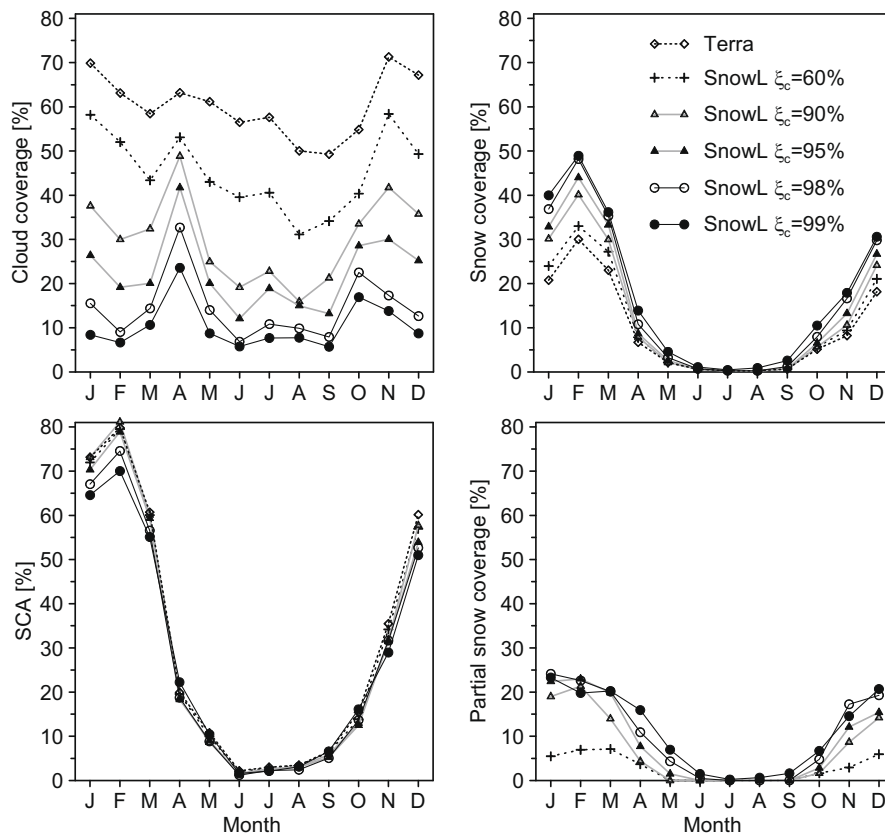 Cloud coverage [%]
80
70
60
50
40
30
20
10
0
J F M A M J J A S O N D
Snow coverage [%]
80
70
60
50
40
30
20
10
0
J F M A M J J A S O N D
Terra
SnowL ξc=60%
SnowL ξc=90%
SnowL ξc=95%
SnowL ξc=98%
SnowL ξc=99%
SCA [%]
80
70
60
50
40
30
20
10
0
J F M A M J J A S O N D
Month
Partial snow coverage [%]
80
70
60
50
40
30
20
10
0
J F M A M J J A S O N D
Month